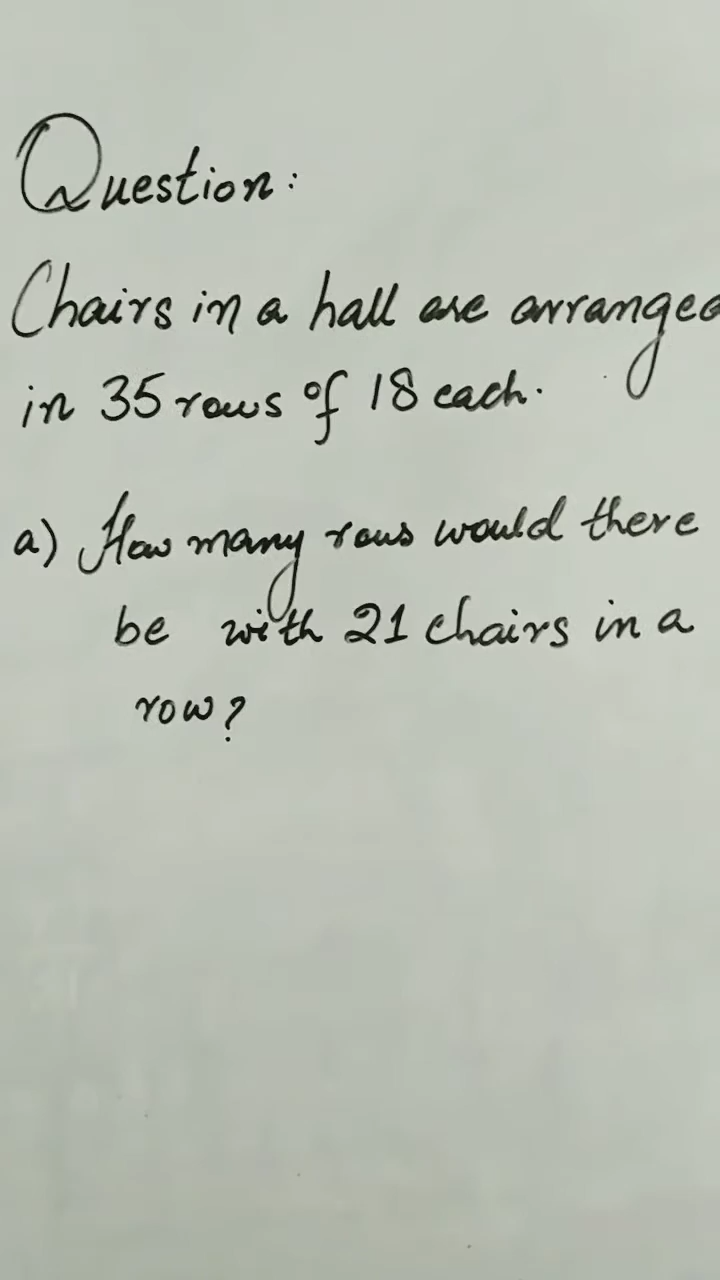 Question:
Chairs in a hall are arranged
in 35 rows of 18 each.
a) How many rows would there
be with 21 chairs in a
row?